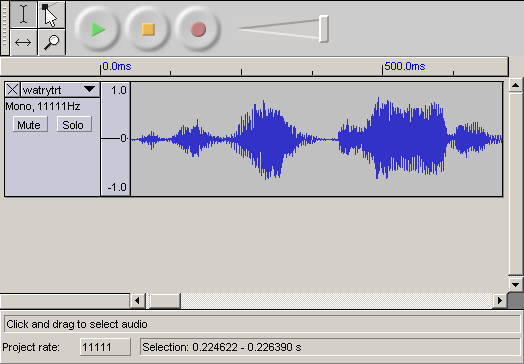 0.0ms 500.0ms
watrytrt
Mono, 11111Hz
Mute Solo
1.0
0
-1.0
Click and drag to select audio
Project rate: 11111 Selection: 0.224622 - 0.226390 s